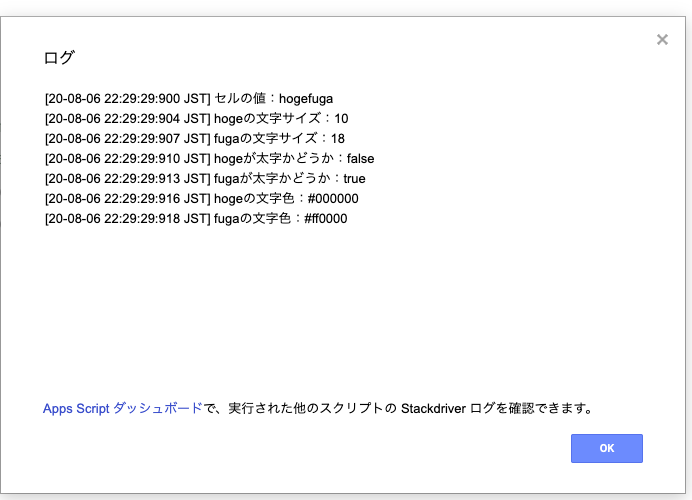 ログ
[20-08-06 22:29:29:900 JST] セルの値：hogefuga
[20-08-06 22:29:29:904 JST] hogeの文字サイズ：10
[20-08-06 22:29:29:907 JST] fugaの文字サイズ：18
[20-08-06 22:29:29:910 JST] hogeが太字かどうか：false
[20-08-06 22:29:29:913 JST] fugaが太字かどうか：true
[20-08-06 22:29:29:916 JST] hogeの文字色：#000000
[20-08-06 22:29:29:918 JST] fugaの文字色：#ff0000
Apps Script ダッシュボードで、実行された他のスクリプトの Stackdriver ログを確認できます。
OK